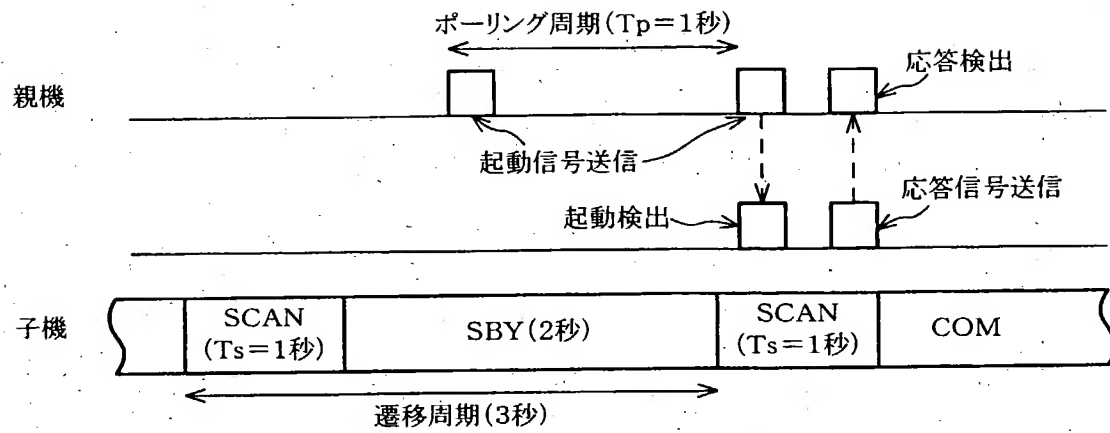 ポーリング周期(Tp=1秒)
親機
応答検出
起動信号送信
起動検出
応答信号送信
子機
SCAN
(Ts=1秒)
SBY(2秒)
SCAN
(Ts=1秒)
COM
遷移周期(3秒)